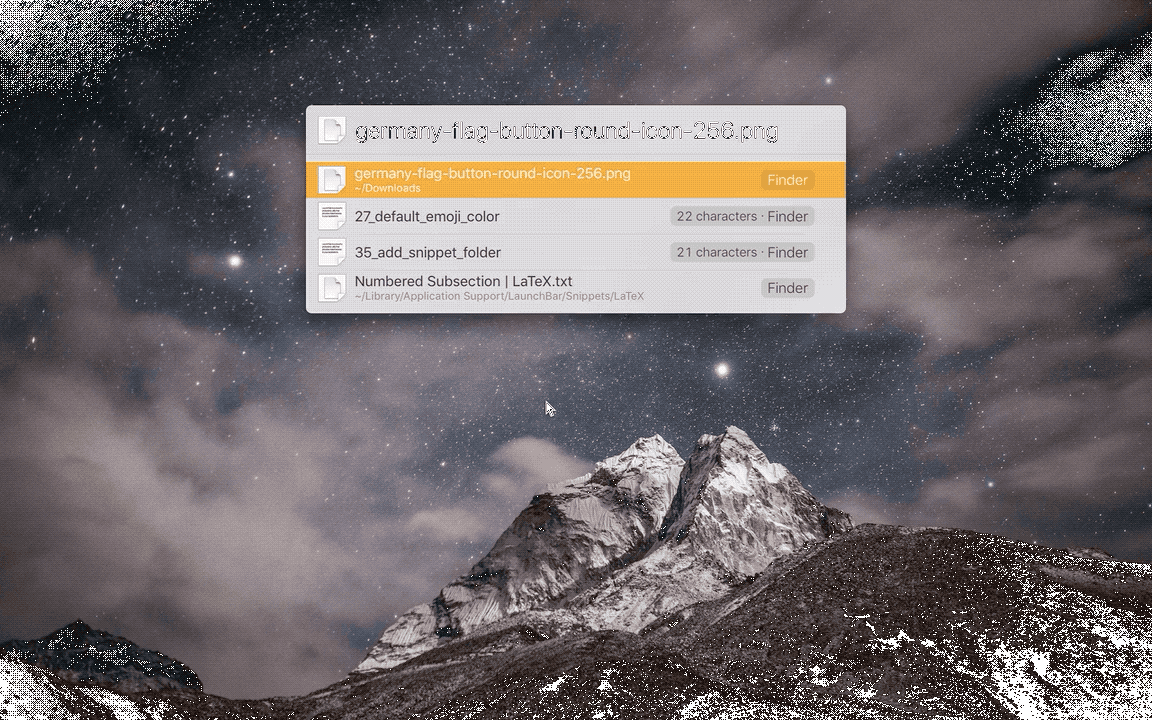 germany-flag-button-round-icon-256.png
germany-flag-button-round-icon-256.png
Finder
~/Downloads
27_default_emoji_color
22 characters · Finder
35_add_snippet_folder
21 characters · Finder
Numbered Subsection | LaTeX.txt
Finder
~/Library/Application Support/LaunchBar/Snippets/LaTeX